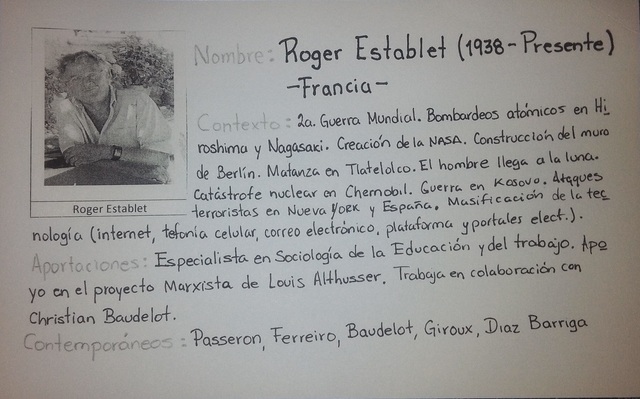 Nombre: Roger Establet (1938-Presente)
-Francia-
Contexto: 2a. Guerra Mundial. Bombardeos atómicos en Hi
roshima y Nagasaki. Creación de la NASA. Construcción del muro
de Berlín. Matanza en Tlatelolco. El hombre llega a la luna.
Catástrofe nuclear en Chernobil. Guerra en Kosovo. Ataques
terroristas en Nueva York y España. Masificación de la tec
nología (internet, tefonía celular, correo electrónico, plataforma y portales elect.).
Roger Establet
Aportaciones: Especialista en Sociología de la Educación y del trabajo. Apo
yo en el proyecto Marxista de Louis Althusser. Trabaja en colaboración con
Christian Baudelot.
Contemporáneos: Passeron, Ferreiro, Baudelot, Giroux, Diaz Barriga